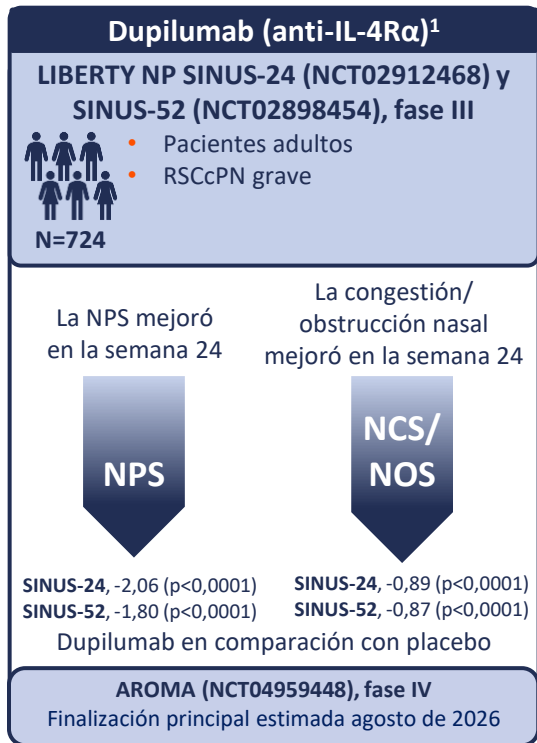 Dupilumab (anti-IL-4Rα)¹
LIBERTY NP SINUS-24 (NCT02912468) y
SINUS-52 (NCT02898454), fase III
• Pacientes adultos
• RSCcPN grave
N=724
La NPS mejoró
en la semana 24
La congestión/
obstrucción nasal
mejoró en la semana 24
NPS
NCS/
NOS
SINUS-24, -2,06 (p<0,0001)
SINUS-52, -1,80 (p<0,0001)
SINUS-24, -0,89 (p<0,0001)
SINUS-52, -0,87 (p<0,0001)
Dupilumab en comparación con placebo
AROMA (NCT04959448), fase IV
Finalización principal estimada agosto de 2026